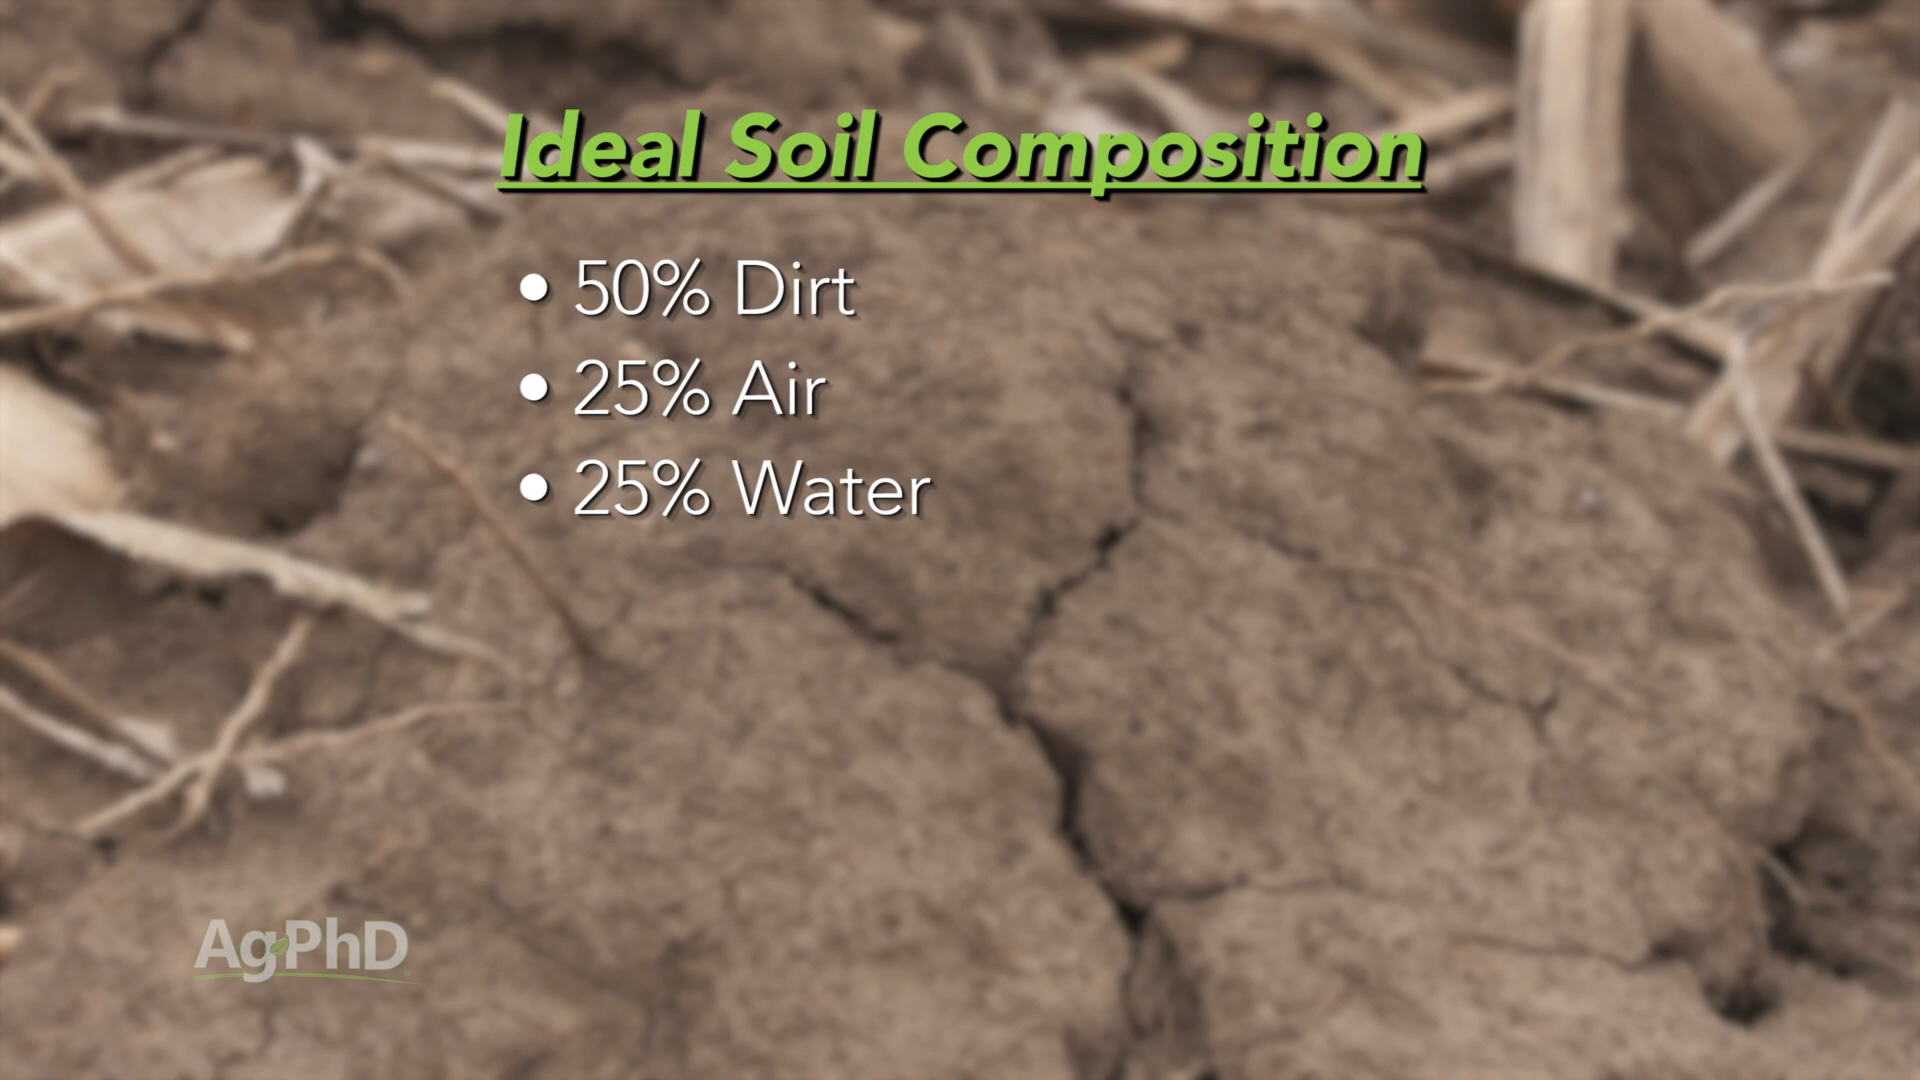 Ideal Soil Composition
• 50% Dirt
• 25% Air
• 25% Water
AgPhD